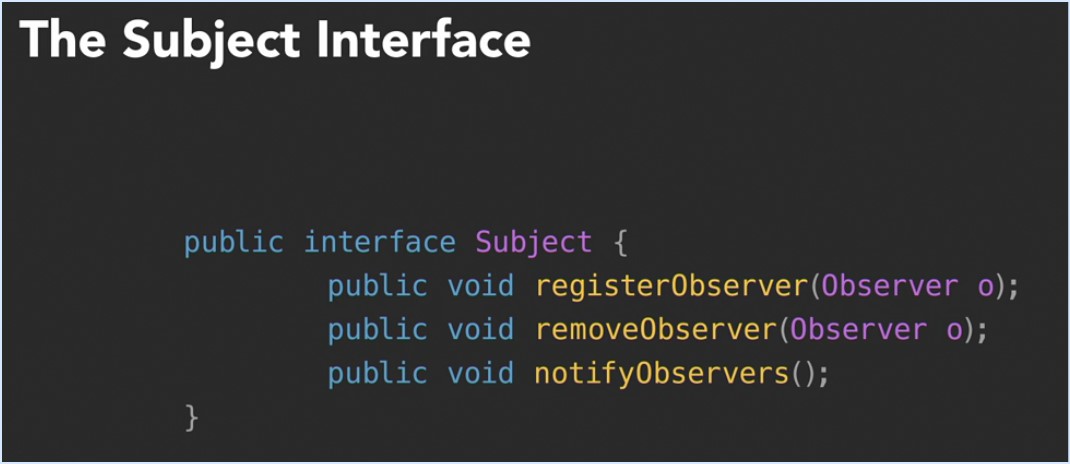 The Subject Interface
public interface Subject {
public void registerObserver(Observer o);
public void removeObserver(Observer o);
public void notifyObservers();
}